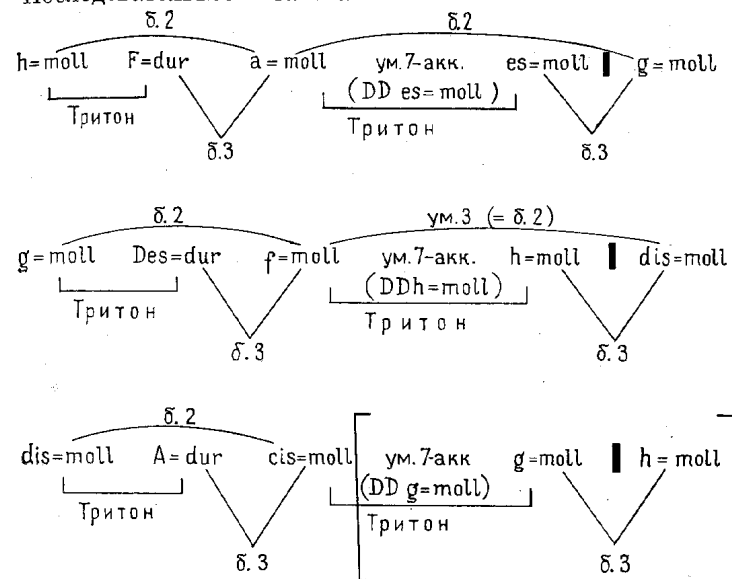 б.2 б.2
h=moll F=dur a=moll ум.7-акк. es=moll g=moll
(DD es=moll)
Тритон Тритон
б.3 б.3
б.2 ум.3 (=б.2)
g=moll Des=dur f=moll ум.7-акк. h=moll dis=moll
(DDh=moll)
Тритон Тритон
б.3 б.3
б.2
dis=moll A=dur cis=moll ум.7-акк g=moll h=moll
(DD g=moll)
Тритон Тритон
б.3 б.3